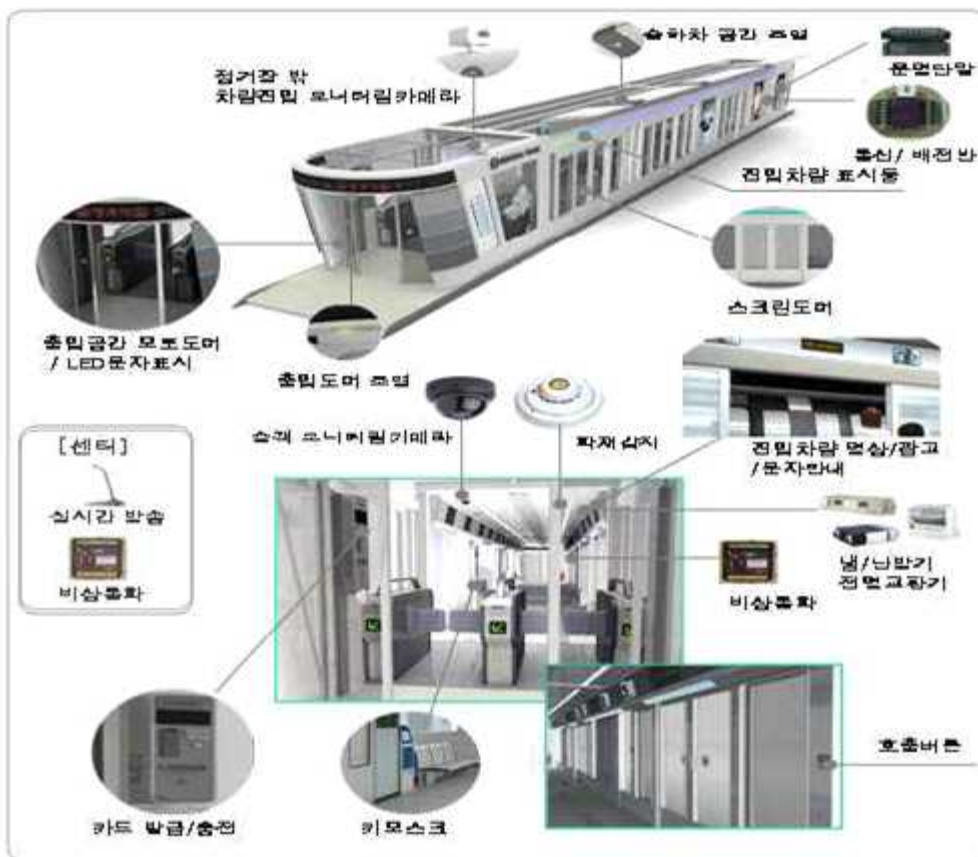 승하차 공간 조명
정거장 밖
차량진입 모니터링카메라
운영단말
통신/ 배전반
진입차량 표시등
스크린도어
출입공간 모토도어
/ LED문자표시
출입도어 조명
승객 모니터링카메라
화재감지
진입차량 영상/광고
/문자안내
[센터]
실시간 방송
비상통화
비상통화
냉/난방기
전열교환기
호출버튼
카드 발급/충전
키오스크